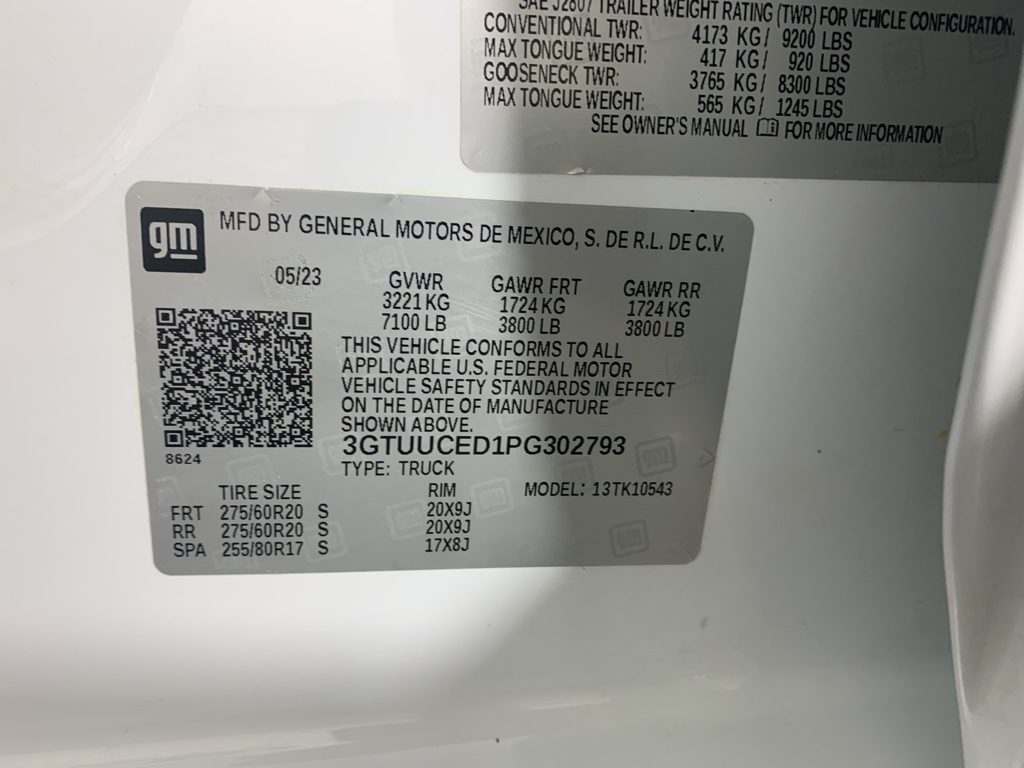 SAE J2807 TRAILER WEIGHT RATING (TWR) FOR VEHICLE CONFIGURATION.
CONVENTIONAL TWR: 4173 KG/ 9200 LBS
MAX TONGUE WEIGHT: 417 KG/ 920 LBS
GOOSENECK TWR: 3765 KG/ 8300 LBS
MAX TONGUE WEIGHT: 565 KG/ 1245 LBS
SEE OWNER'S MANUAL FOR MORE INFORMATION
gm
MFD BY GENERAL MOTORS DE MEXICO, S. DE R.L. DE C.V.
05/23
GVWR GAWR FRT GAWR RR
3221 KG 1724 KG 1724 KG
7100 LB 3800 LB 3800 LB
THIS VEHICLE CONFORMS TO ALL
APPLICABLE U.S. FEDERAL MOTOR
VEHICLE SAFETY STANDARDS IN EFFECT
ON THE DATE OF MANUFACTURE
SHOWN ABOVE.
3GTUUCED1PG302793
8624
TYPE: TRUCK
TIRE SIZE RIM MODEL: 13TK10543
FRT 275/60R20 S 20X9J
RR 275/60R20 S 20X9J
SPA 255/80R17 S 17X8J